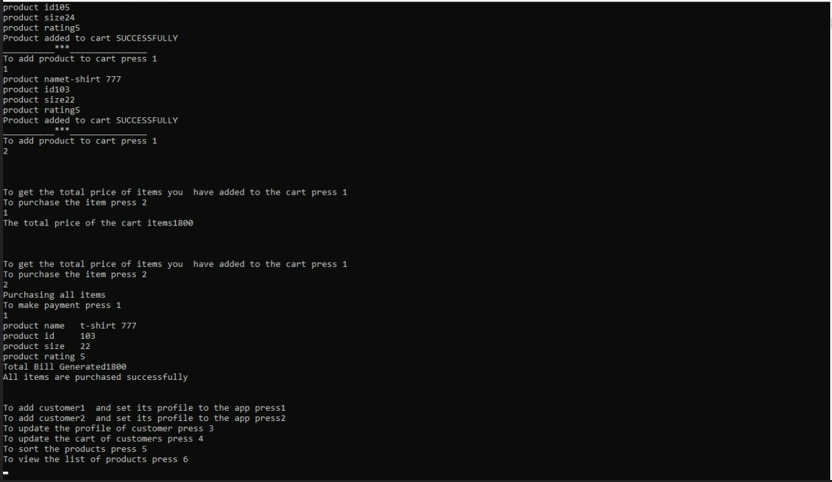 product id105
product size24
product rating5
Product added to cart SUCCESSFULLY
__________***_______________
To add product to cart press 1
1
product namet-shirt 777
product id103
product size22
product rating5
Product added to cart SUCCESSFULLY
__________***_______________
To add product to cart press 1
2
To get the total price of items you  have added to the cart press 1
To purchase the item press 2
1
The total price of the cart items1800
To get the total price of items you  have added to the cart press 1
To purchase the item press 2
2
Purchasing all items
To make payment press 1
1
product name   t-shirt 777
product id     103
product size   22
product rating 5
Total Bill Generated1800
All items are purchased successfully
To add customer1  and set its profile to the app press1
To add customer2  and set its profile to the app press2
To update the profile of customer press 3
To update the cart of customers press 4
To sort the products press 5
To view the list of products press 6